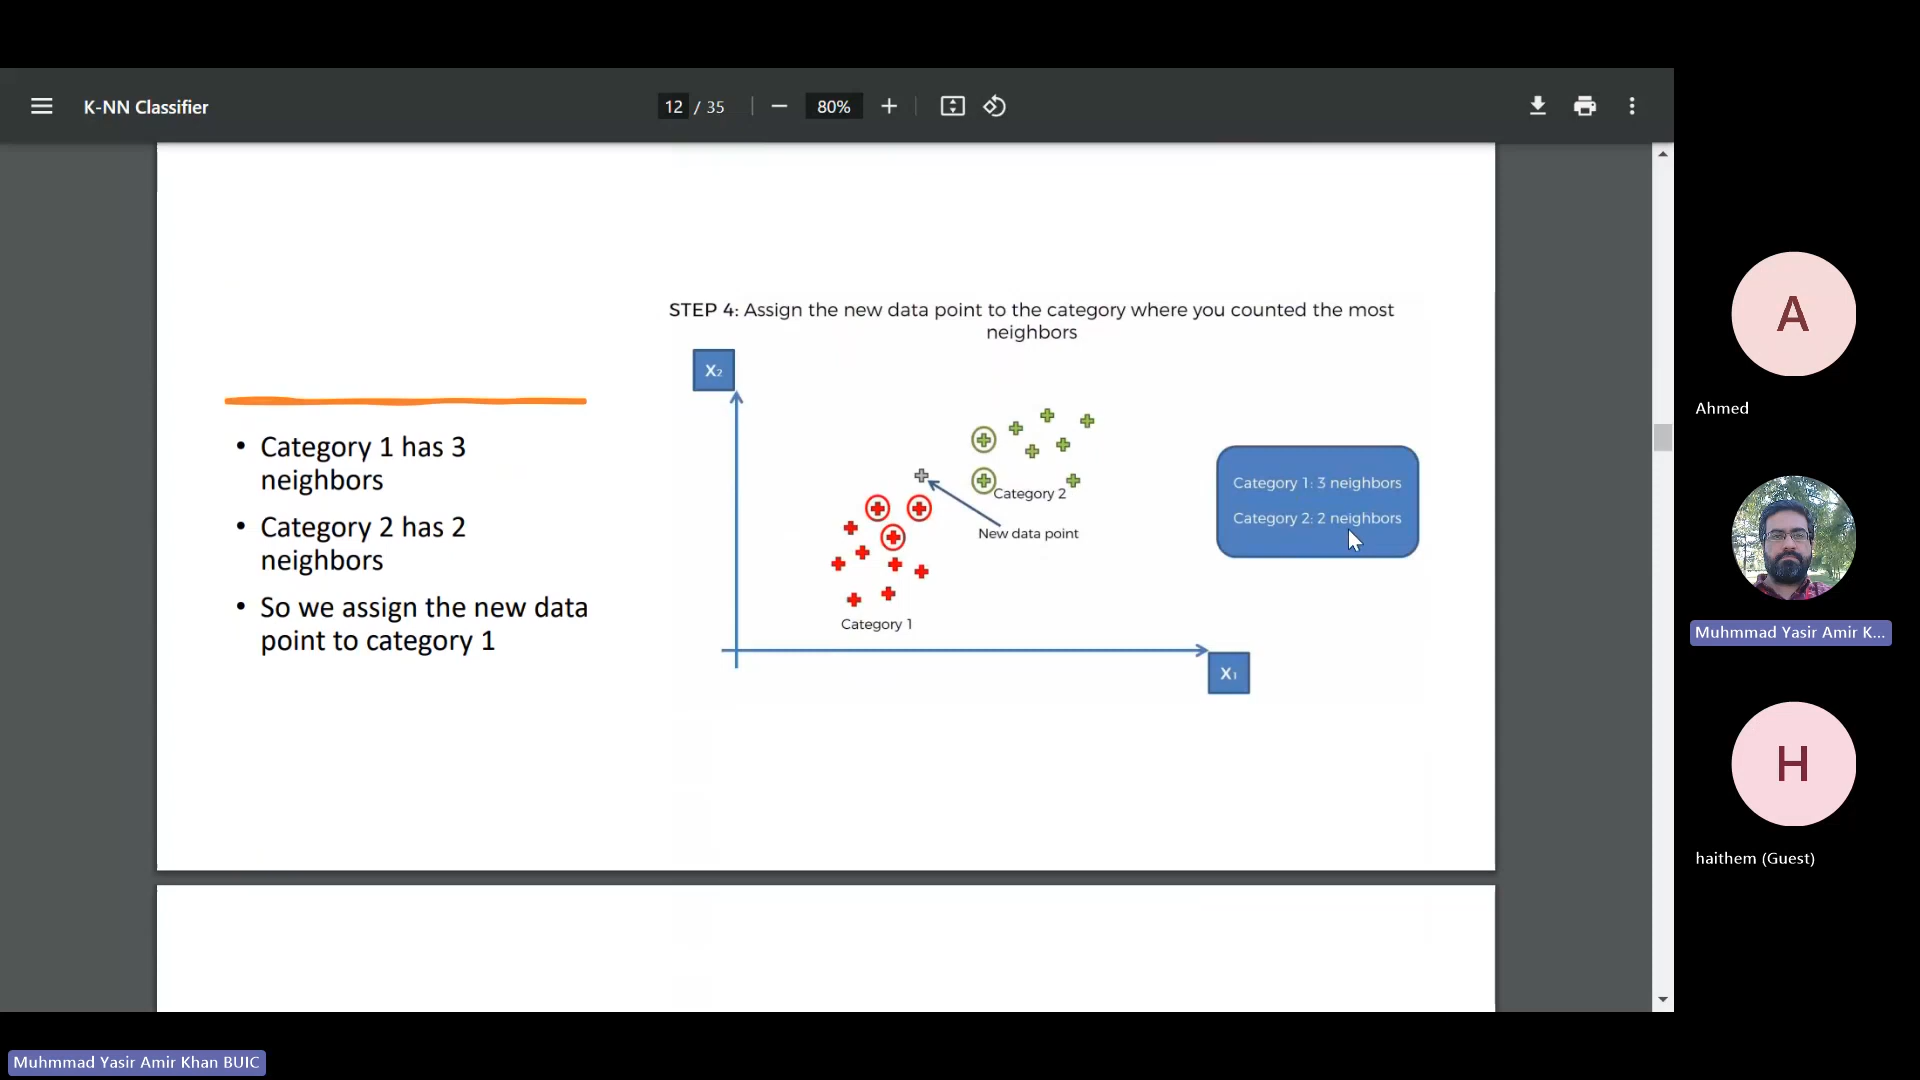 K-NN Classifier
12 / 35
80%
STEP 4: Assign the new data point to the category where you counted the most
neighbors
X2
• Category 1 has 3
neighbors
• Category 2 has 2
neighbors
• So we assign the new data
point to category 1
Category 2
New data point
Category 1
X1
Category 1: 3 neighbors
Category 2: 2 neighbors
A
Ahmed
Muhmmad Yasir Amir K...
H
haithem (Guest)
Muhmmad Yasir Amir Khan BUIC